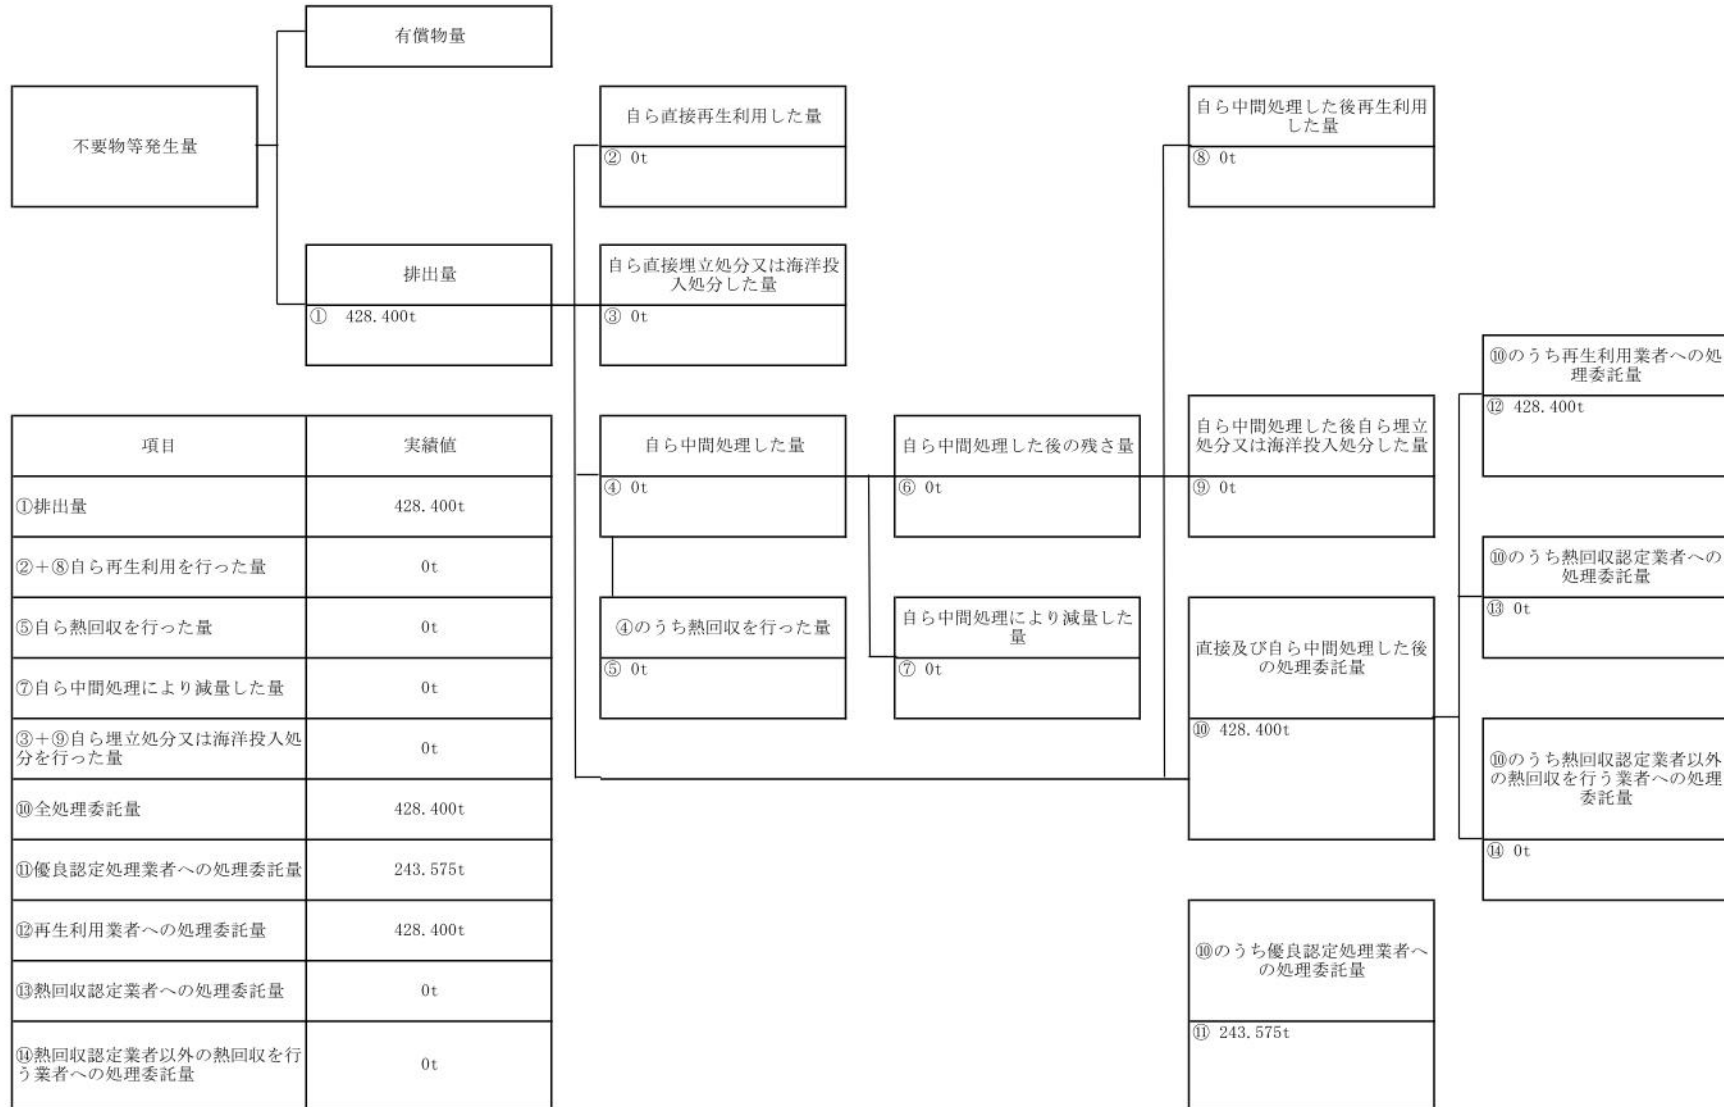 有償物量
不要物等発生量
排出量
① 428.400t
自ら直接再生利用した量
② 0t
自ら直接埋立処分又は海洋投
入処分した量
③ 0t
自ら中間処理した量
④ 0t
④のうち熱回収を行った量
⑤ 0t
自ら中間処理した後の残さ量
⑥ 0t
自ら中間処理により減量した
量
⑦ 0t
自ら中間処理した後再生利用
した量
⑧ 0t
自ら中間処理した後自ら埋立
処分又は海洋投入処分した量
⑨ 0t
直接及び自ら中間処理した後
の処理委託量
⑩ 428.400t
⑩のうち優良認定処理業者へ
の処理委託量
⑪ 243.575t
⑩のうち再生利用業者への処
理委託量
⑫ 428.400t
⑩のうち熱回収認定業者への
処理委託量
⑬ 0t
⑩のうち熱回収認定業者以外
の熱回収を行う業者への処理
委託量
⑭ 0t
項目 実績値
①排出量 428.400t
②＋⑧自ら再生利用を行った量 0t
⑤自ら熱回収を行った量 0t
⑦自ら中間処理により減量した量 0t
③＋⑨自ら埋立処分又は海洋投入処
分を行った量 0t
⑩全処理委託量 428.400t
⑪優良認定処理業者への処理委託量 243.575t
⑫再生利用業者への処理委託量 428.400t
⑬熱回収認定業者への処理委託量 0t
⑭熱回収認定業者以外の熱回収を行
う業者への処理委託量 0t